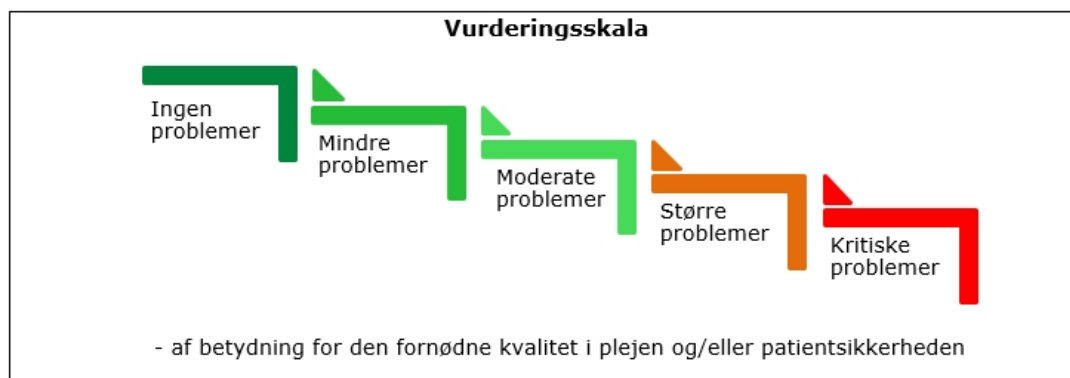 Vurderingsskala
Ingen
problemer
Mindre
problemer
Moderate
problemer
Større
problemer
Kritiske
problemer
- af betydning for den fornødne kvalitet i plejen og/eller patientsikkerheden